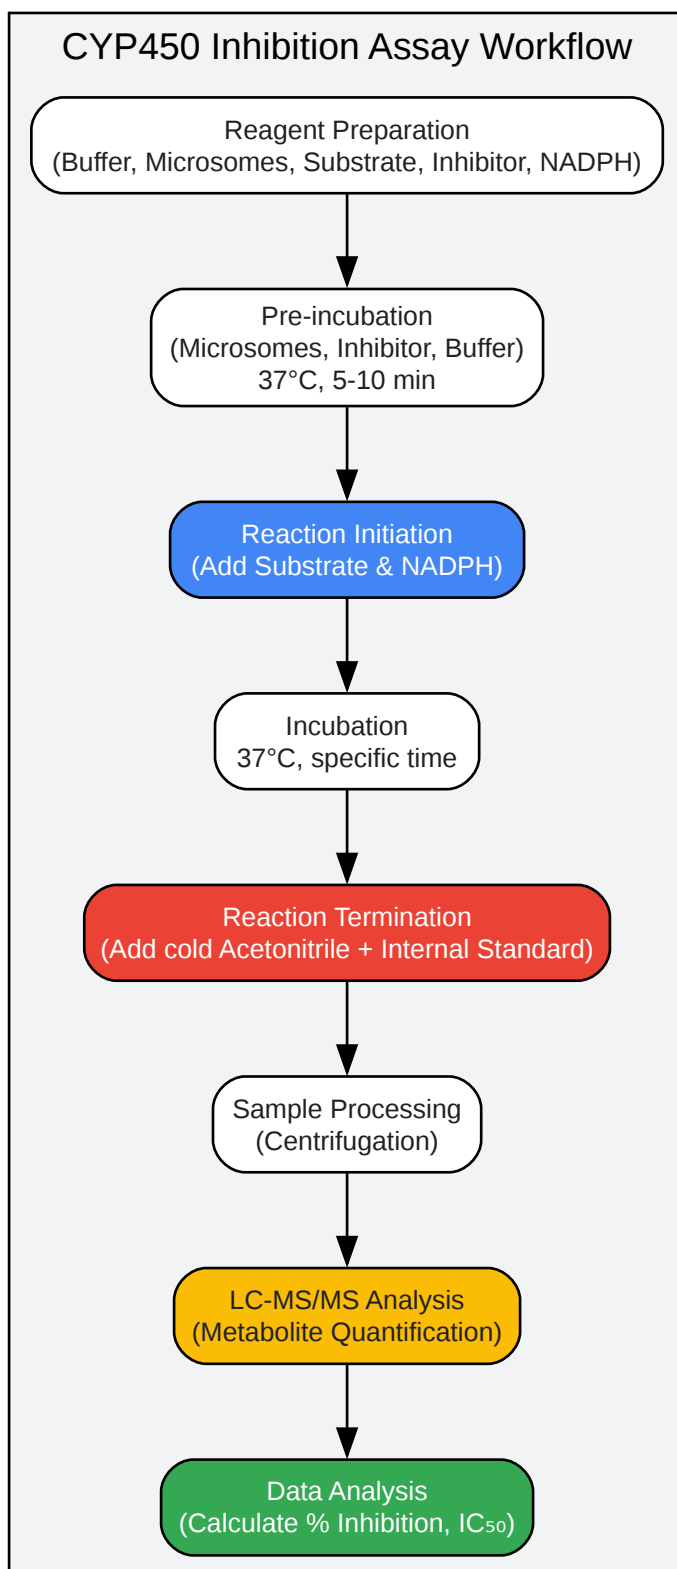 CYP450 Inhibition Assay Workflow
Reagent Preparation
(Buffer, Microsomes, Substrate, Inhibitor, NADPH)
Pre-incubation
(Microsomes, Inhibitor, Buffer)
37°C, 5-10 min
Reaction Initiation
(Add Substrate & NADPH)
Incubation
37°C, specific time
Reaction Termination
(Add cold Acetonitrile + Internal Standard)
Sample Processing
(Centrifugation)
LC-MS/MS Analysis
(Metabolite Quantification)
Data Analysis
(Calculate % Inhibition, IC₅₀)